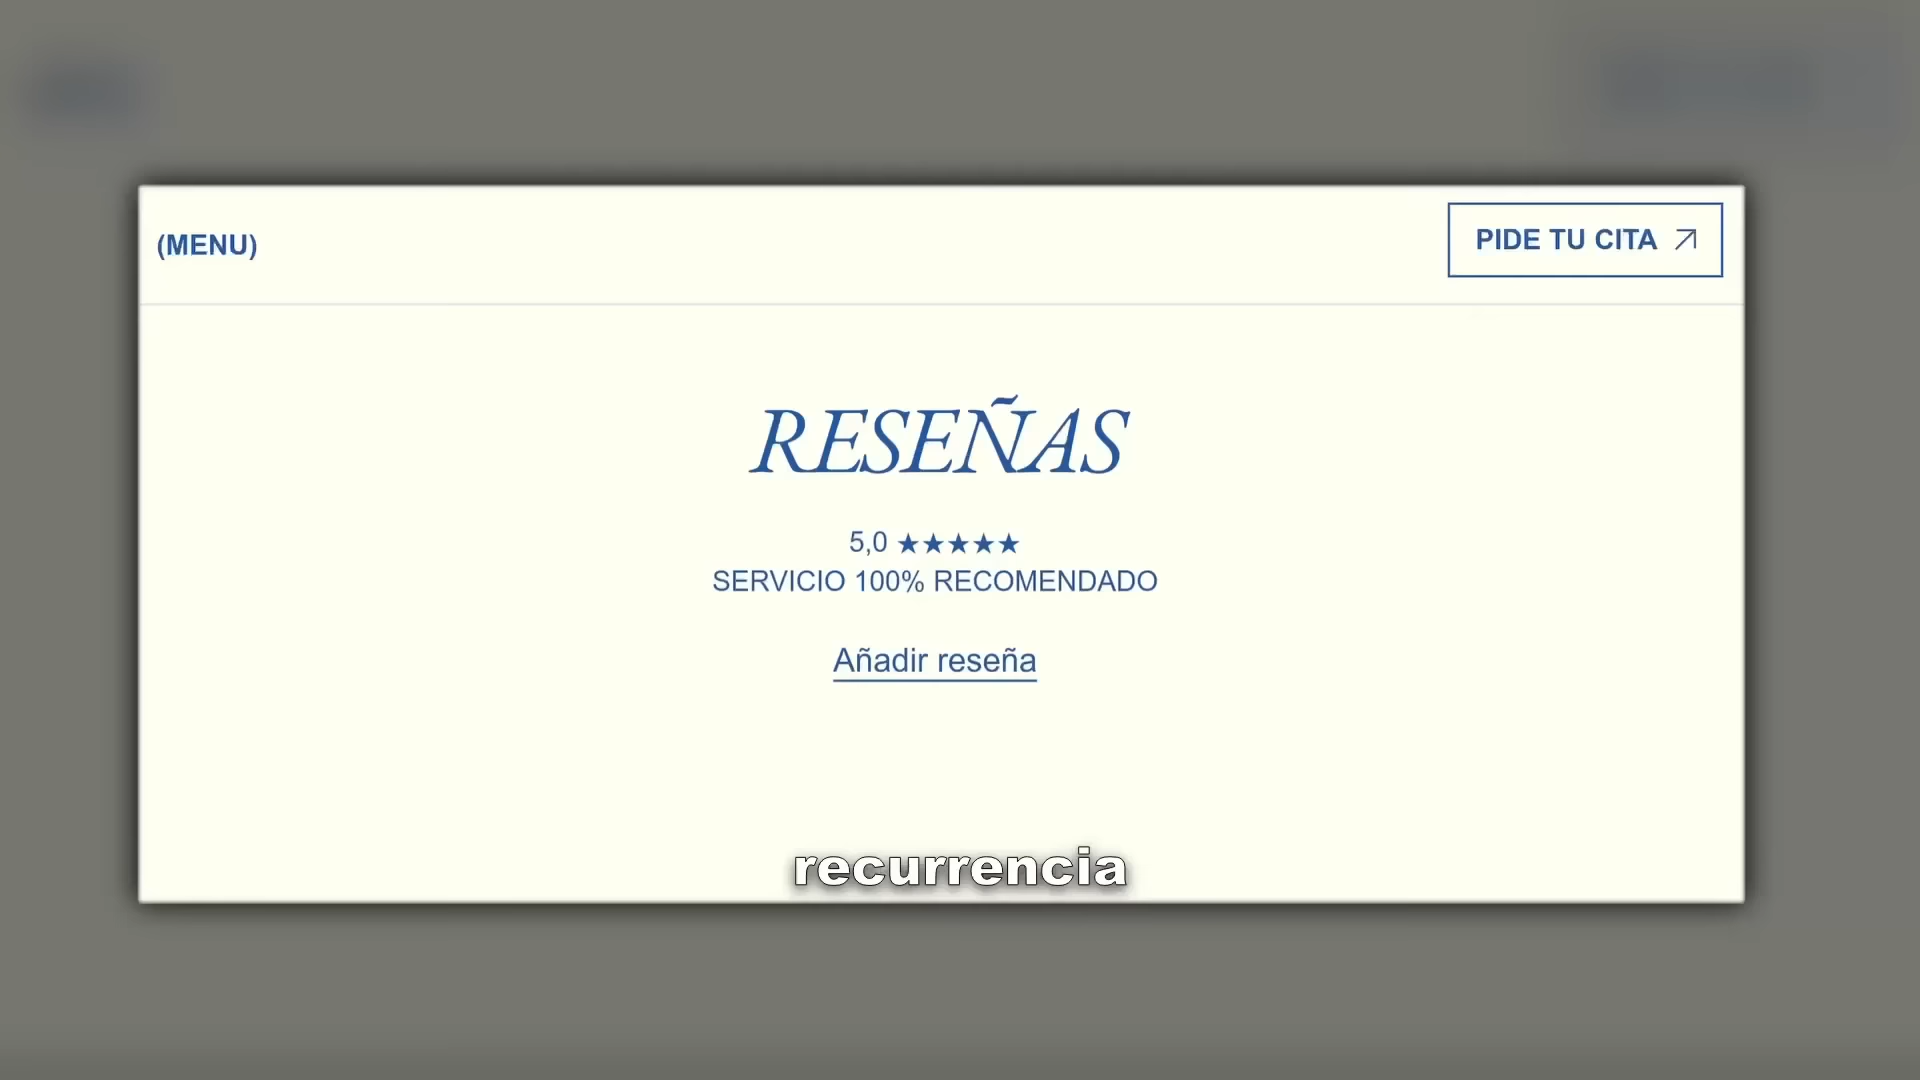 (MENU)
PIDE TU CITA
RESEÑAS
5,0 ★★★★★
SERVICIO 100% RECOMENDADO
Añadir reseña
recurrencia